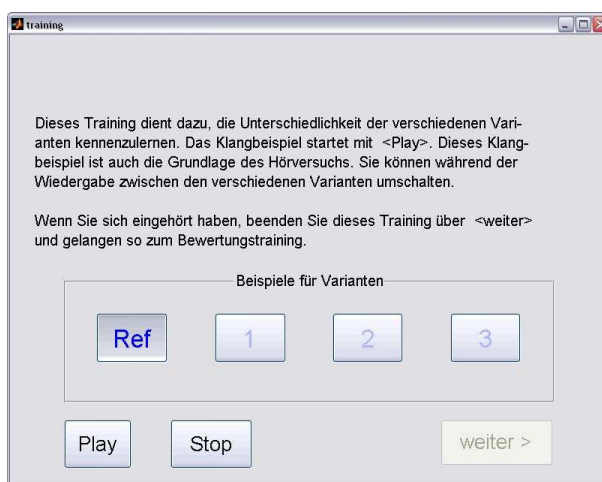 training
Dieses Training dient dazu, die Unterschiedlichkeit der verschiedenen Vari-
anten kennenzulernen. Das Klangbeispiel startet mit <Play>. Dieses Klang-
beispiel ist auch die Grundlage des Hörversuchs. Sie können während der
Wiedergabe zwischen den verschiedenen Varianten umschalten.
Wenn Sie sich eingehört haben, beenden Sie dieses Training über <weiter>
und gelangen so zum Bewertungstraining.
Beispiele für Varianten
Ref 1 2 3
Play Stop weiter >